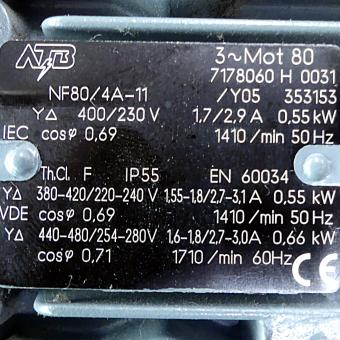 ATB 3~Mot 80
7178060 H 0031
NF80/4A-11 /Y05 353153
Y∆ 400/230 V 1,7/2,9 A 0,55 kW
IEC cosφ 0,69 1410/min 50 Hz
Th.Cl. F IP55 EN 60034
Y∆ 380-420/220-240 V 1,55-1,8/2,7-3,1 A 0,55 kW
VDE cosφ 0,69 1410/min 50 Hz
Y∆ 440-480/254-280V 1,6-1,8/2,7-3,0A 0,66 kW
cosφ 0,71 1710/min 60Hz CE